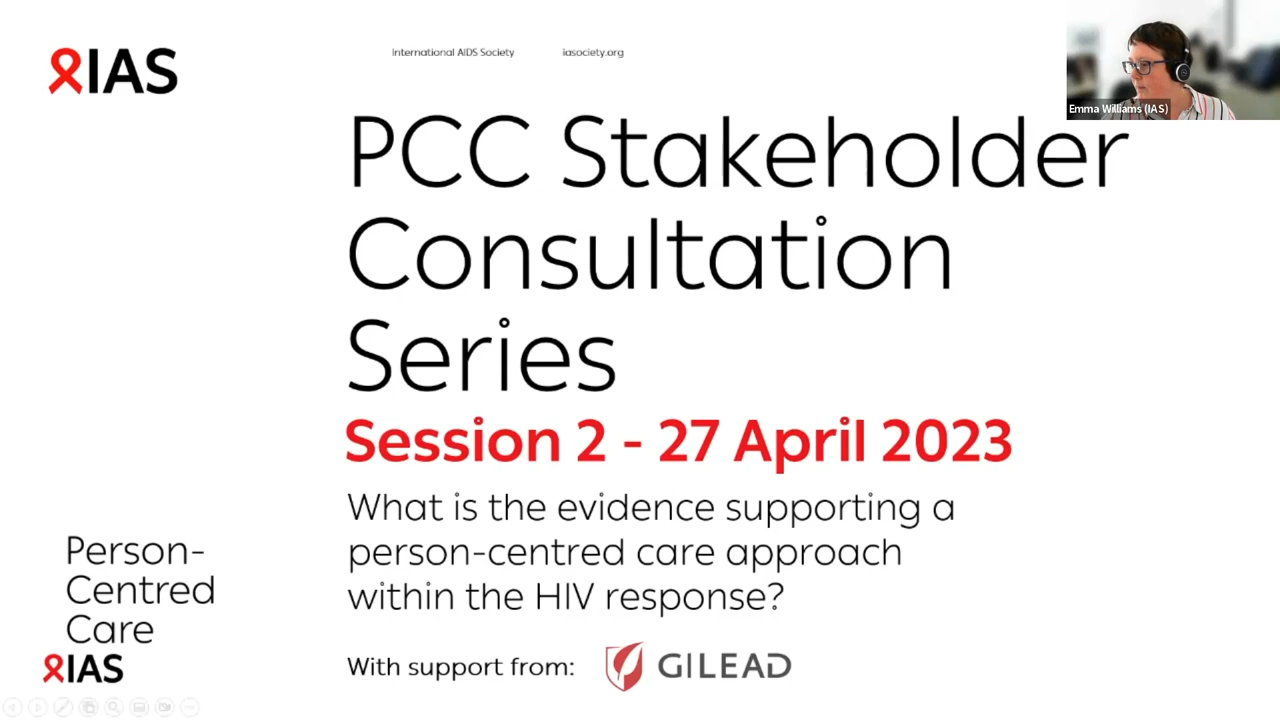 IAS
International AIDS Society
iasociety.org
Emma Williams (IAS)
PCC Stakeholder
Consultation
Series
Session 2 - 27 April 2023
What is the evidence supporting a
person-centred care approach
within the HIV response?
Person-
Centred
Care
IAS
With support from:
GILEAD